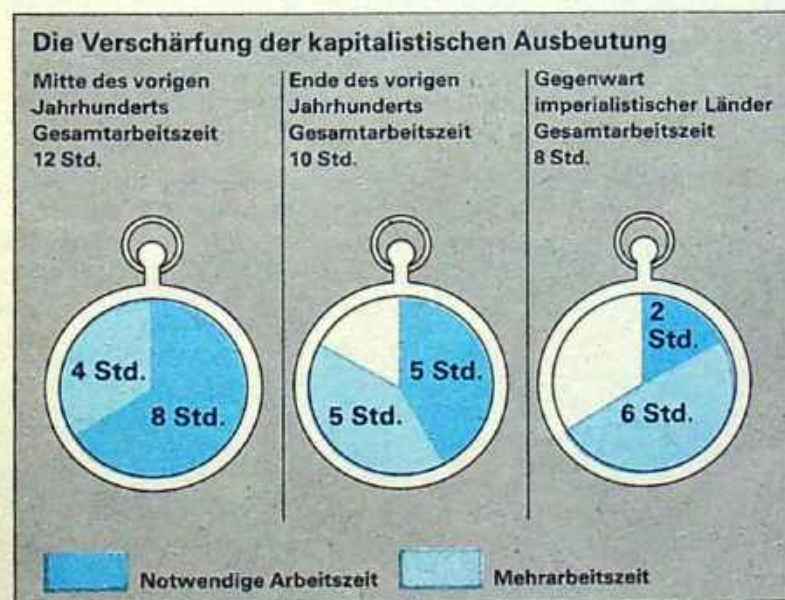 Die Verschärfung der kapitalistischen Ausbeutung
Mitte des vorigen
Jahrhunderts
Gesamtarbeitszeit
12 Std.
Ende des vorigen
Jahrhunderts
Gesamtarbeitszeit
10 Std.
Gegenwart
imperialistischer Länder
Gesamtarbeitszeit
8 Std.
4 Std.
8 Std.
5 Std.
5 Std.
2
Std.
6 Std.
Notwendige Arbeitszeit
Mehrarbeitszeit